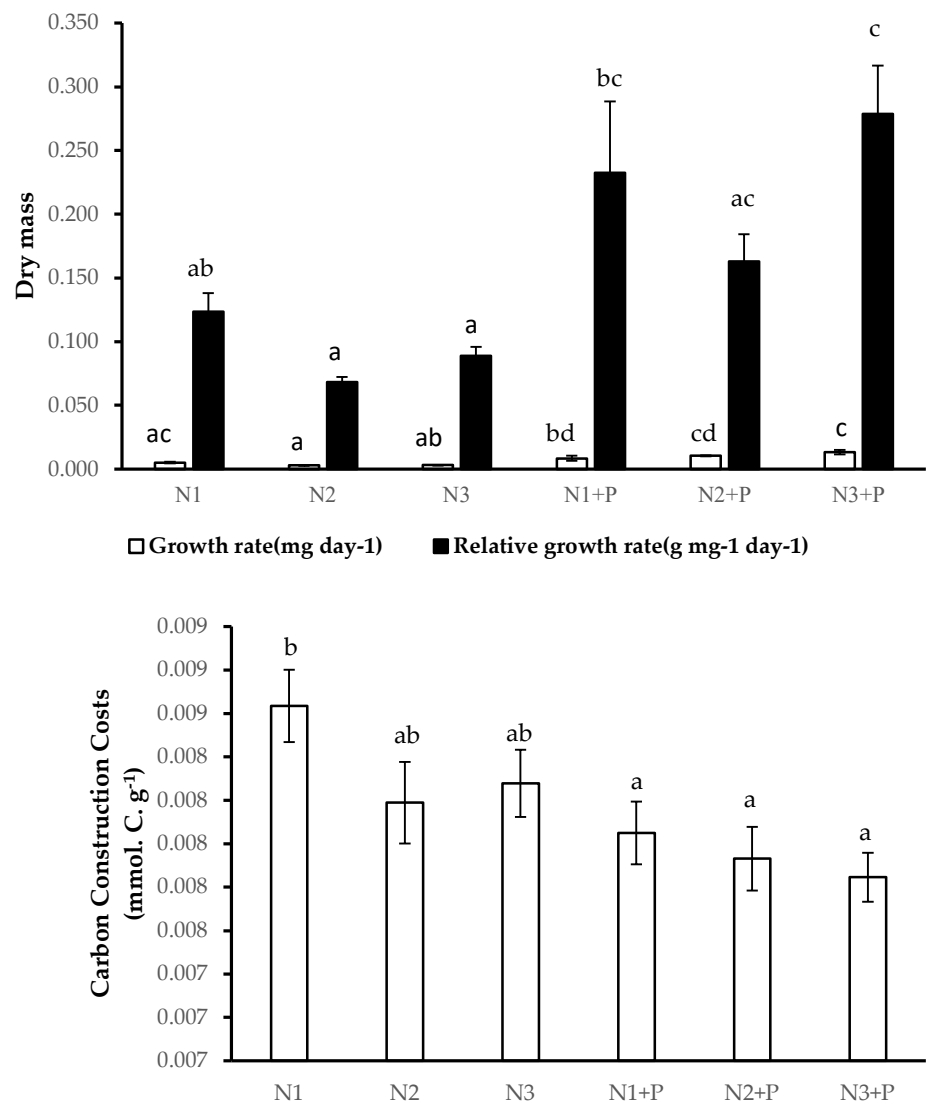 0.350
0.300
0.250
0.200
0.150
0.100
0.050
0.000
Dry mass
ab
a
a
bc
ac
c
ac
a
ab
bd
cd
c
N1 N2 N3 N1+P N2+P N3+P
Growth rate(mg day-1) Relative growth rate(g mg-1 day-1)
0.009
0.009
0.009
0.008
0.008
0.008
0.008
0.008
0.007
0.007
0.007
Carbon Construction Costs
(mmol. C. g-1)
b
ab
ab
a
a
a
N1 N2 N3 N1+P N2+P N3+P